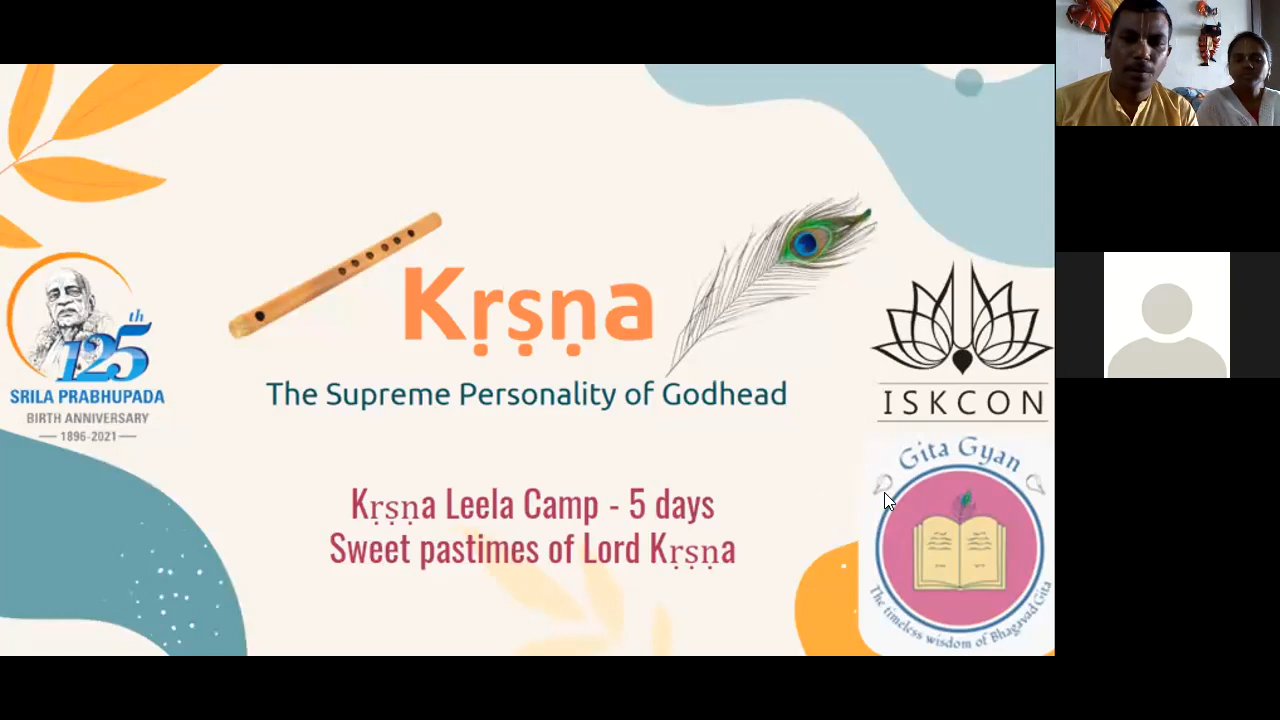 Kṛṣṇa
The Supreme Personality of Godhead
Kṛṣṇa Leela Camp - 5 days
Sweet pastimes of Lord Kṛṣṇa
125th
SRILA PRABHUPADA
BIRTH ANNIVERSARY
1896-2021
ISKCON
Gita Gyan
The timeless wisdom of Bhagavad Gita